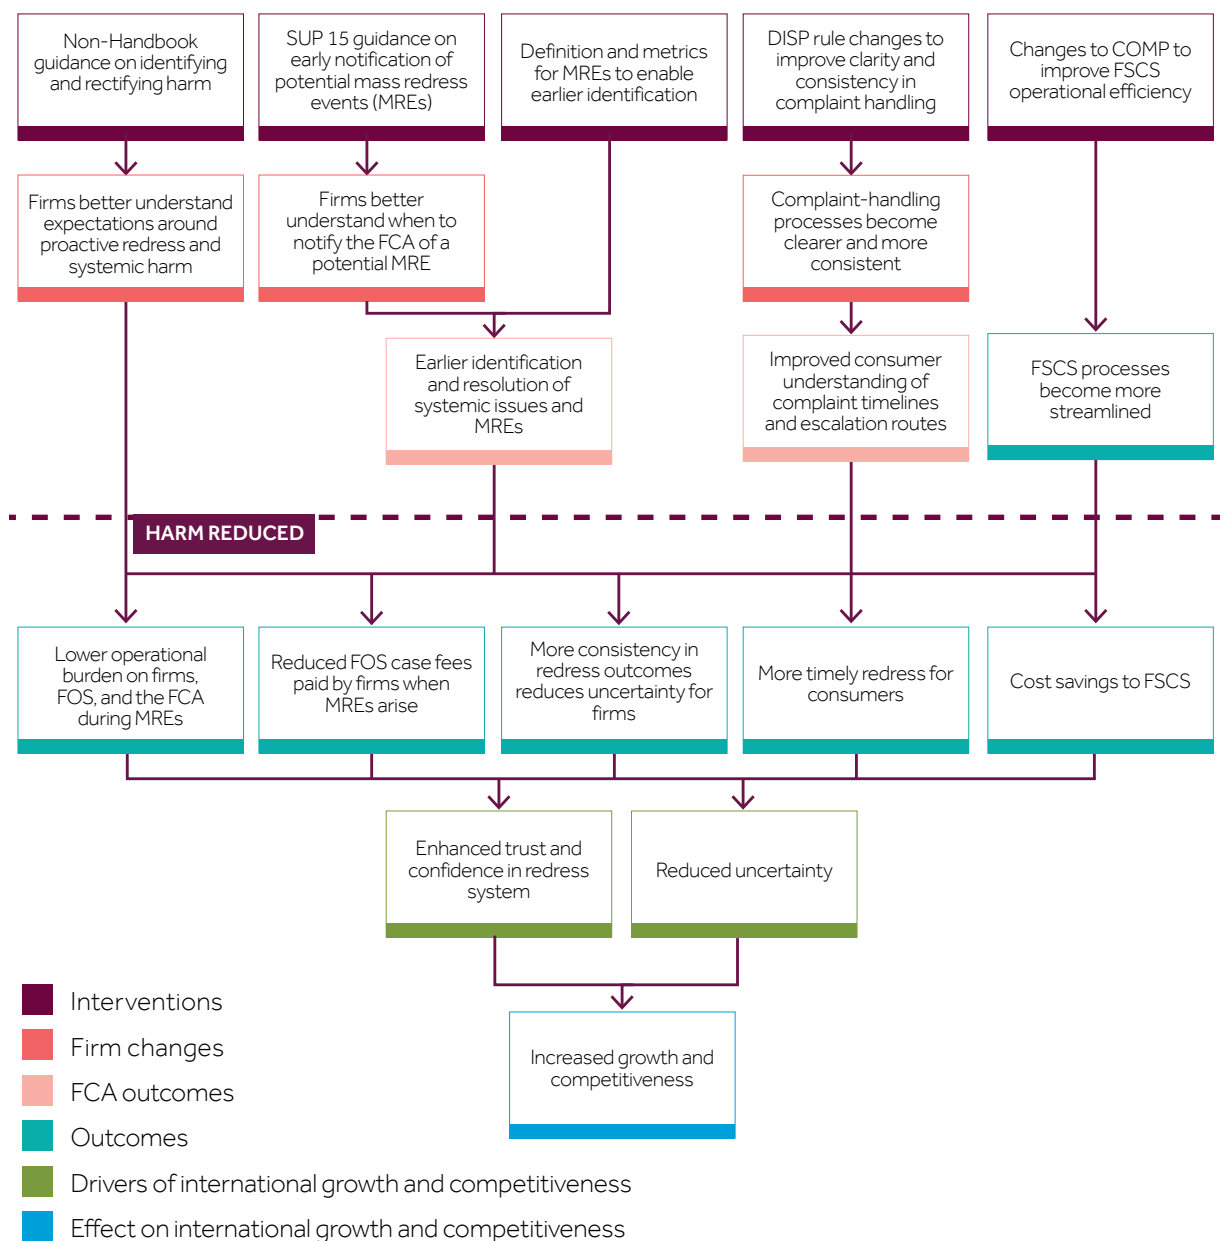 Non-Handbook
guidance on identifying
and rectifying harm
SUP 15 guidance on
early notification of
potential mass redress
events (MREs)
Definition and metrics
for MREs to enable
earlier identification
DISP rule changes to
improve clarity and
consistency in
complaint handling
Changes to COMP to
improve FSCS
operational efficiency
Firms better understand
expectations around
proactive redress and
systemic harm
Firms better
understand when to
notify the FCA of a
potential MRE
Complaint-handling
processes become
clearer and more
consistent
Earlier identification
and resolution of
systemic issues and
MREs
Improved consumer
understanding of
complaint timelines
and escalation routes
FSCS processes
become more
streamlined
HARM REDUCED
Lower operational
burden on firms,
FOS, and the FCA
during MREs
Reduced FOS case fees
paid by firms when
MREs arise
More consistency in
redress outcomes
reduces uncertainty for
firms
More timely redress for
consumers
Cost savings to FSCS
Enhanced trust and
confidence in redress
system
Reduced uncertainty
Increased growth and
competitiveness
Interventions
Firm changes
FCA outcomes
Outcomes
Drivers of international growth and competitiveness
Effect on international growth and competitiveness